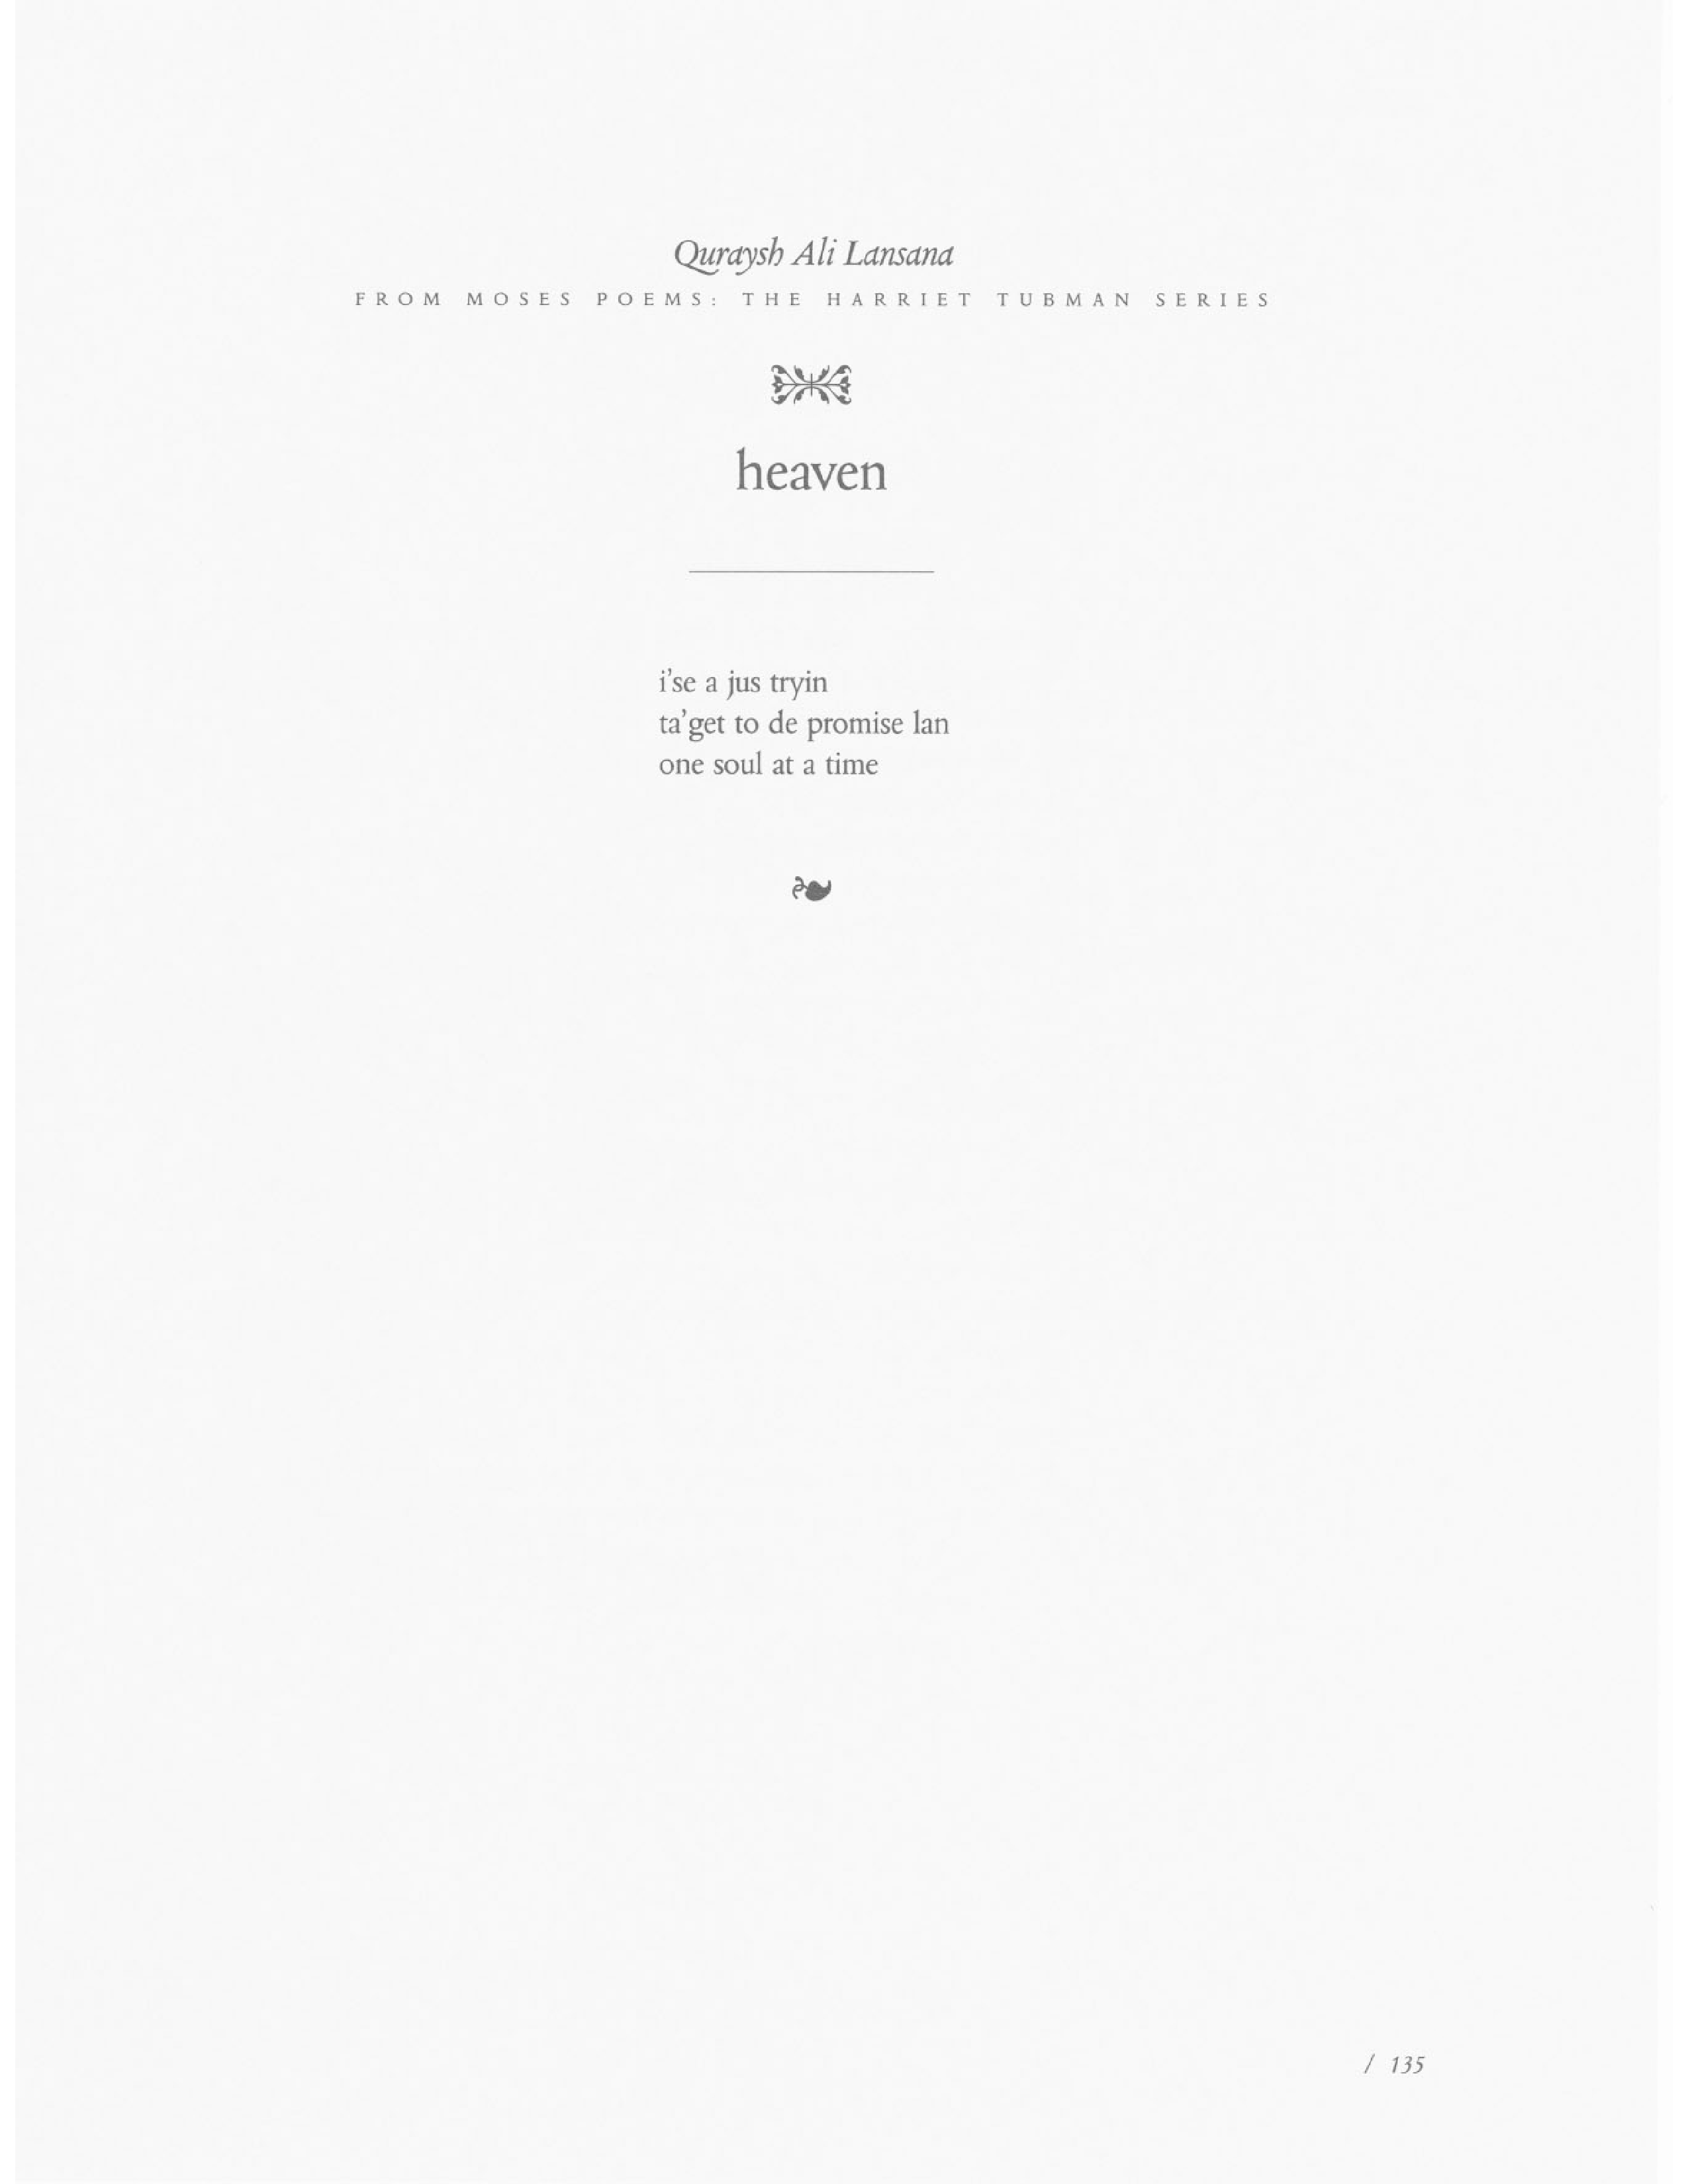 Quraysh Ali Lansana
FROM MOSES POEMS: THE HARRIET TUBMAN SERIES
heaven
i'se a jus tryin
ta'get to de promise lan
one soul at a time
/ 135